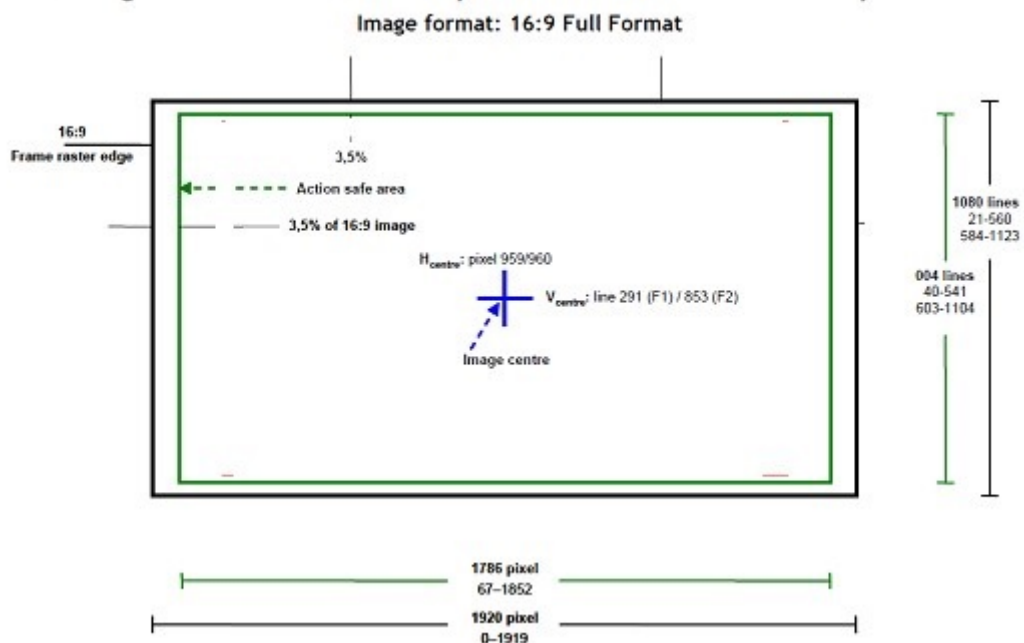 Image format: 16:9 Full Format
16:9
Frame raster edge
3,5%
Action safe area
3,5% of 16:9 image
H centre: pixel 959/960
V centre: line 291 (F1) / 853 (F2)
Image centre
1080 lines
21-560
584-1123
004 lines
40-541
603-1104
1786 pixel
67–1852
1920 pixel
0–1919